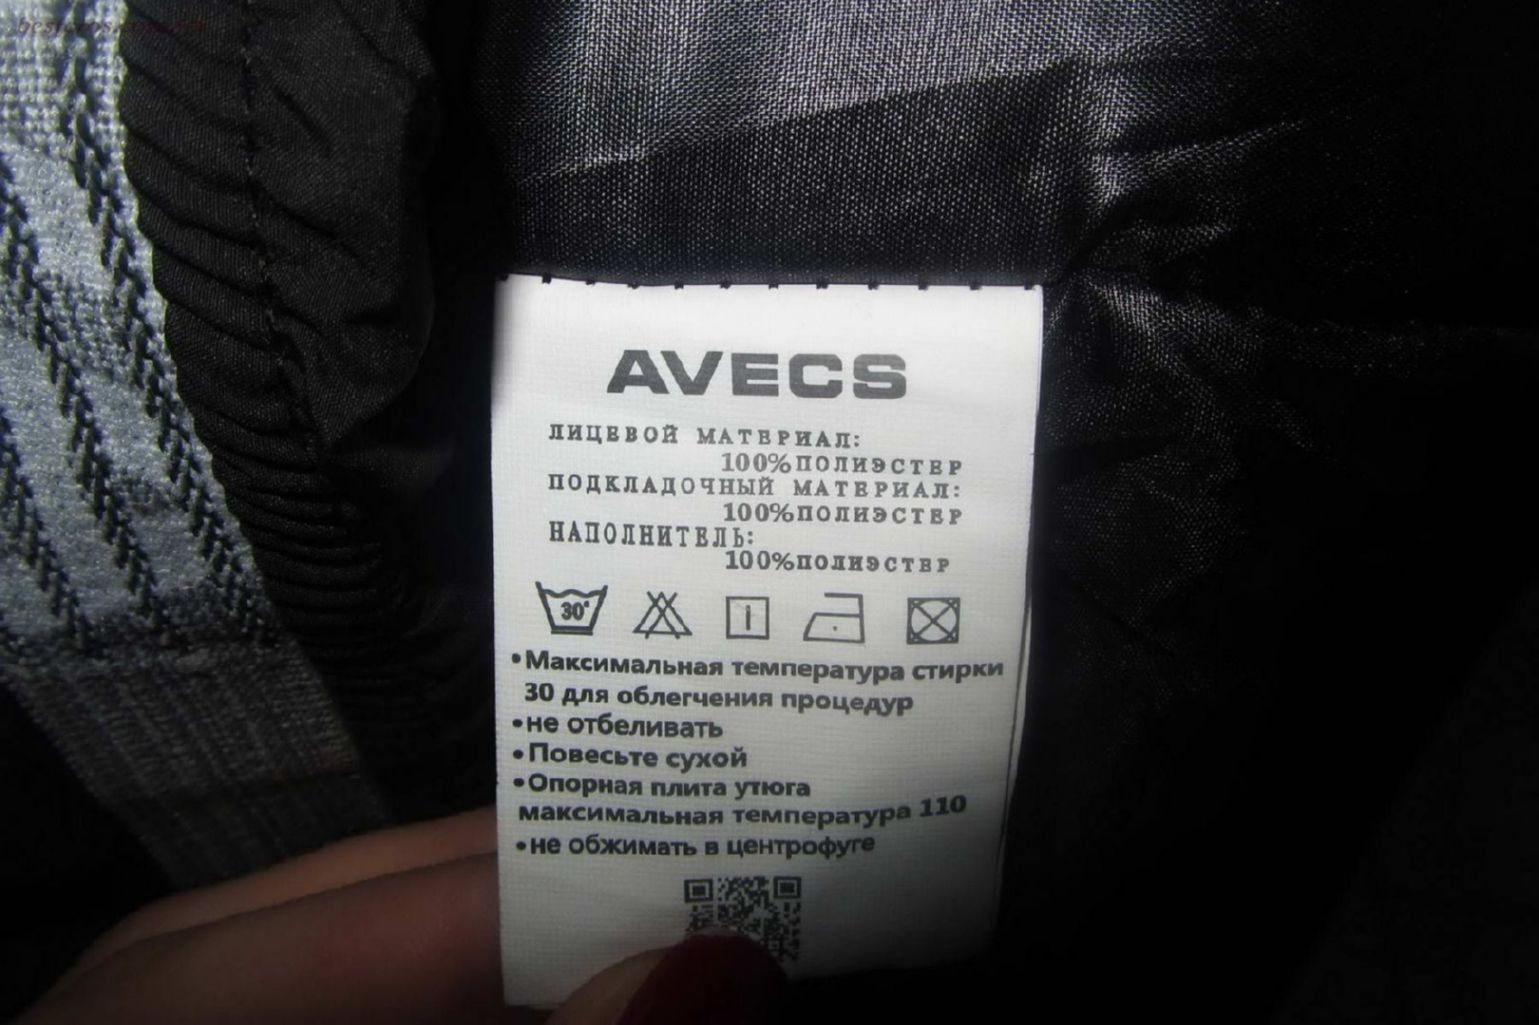 AVECS
ЛИЦЕВОЙ МАТЕРИАЛ:
100%ПОЛИЭСТЕР
ПОДКЛАДОЧНЫЙ МАТЕРИАЛ:
100%ПОЛИЭСТЕР
НАПОЛНИТЕЛЬ:
100%ПОЛИЭСТЕР
30°
•Максимальная температура стирки
30 для облегчения процедур
•не отбеливать
•Повесьте сухой
•Опорная плита утюга
максимальная температура 110
•не обжимать в центрофуге